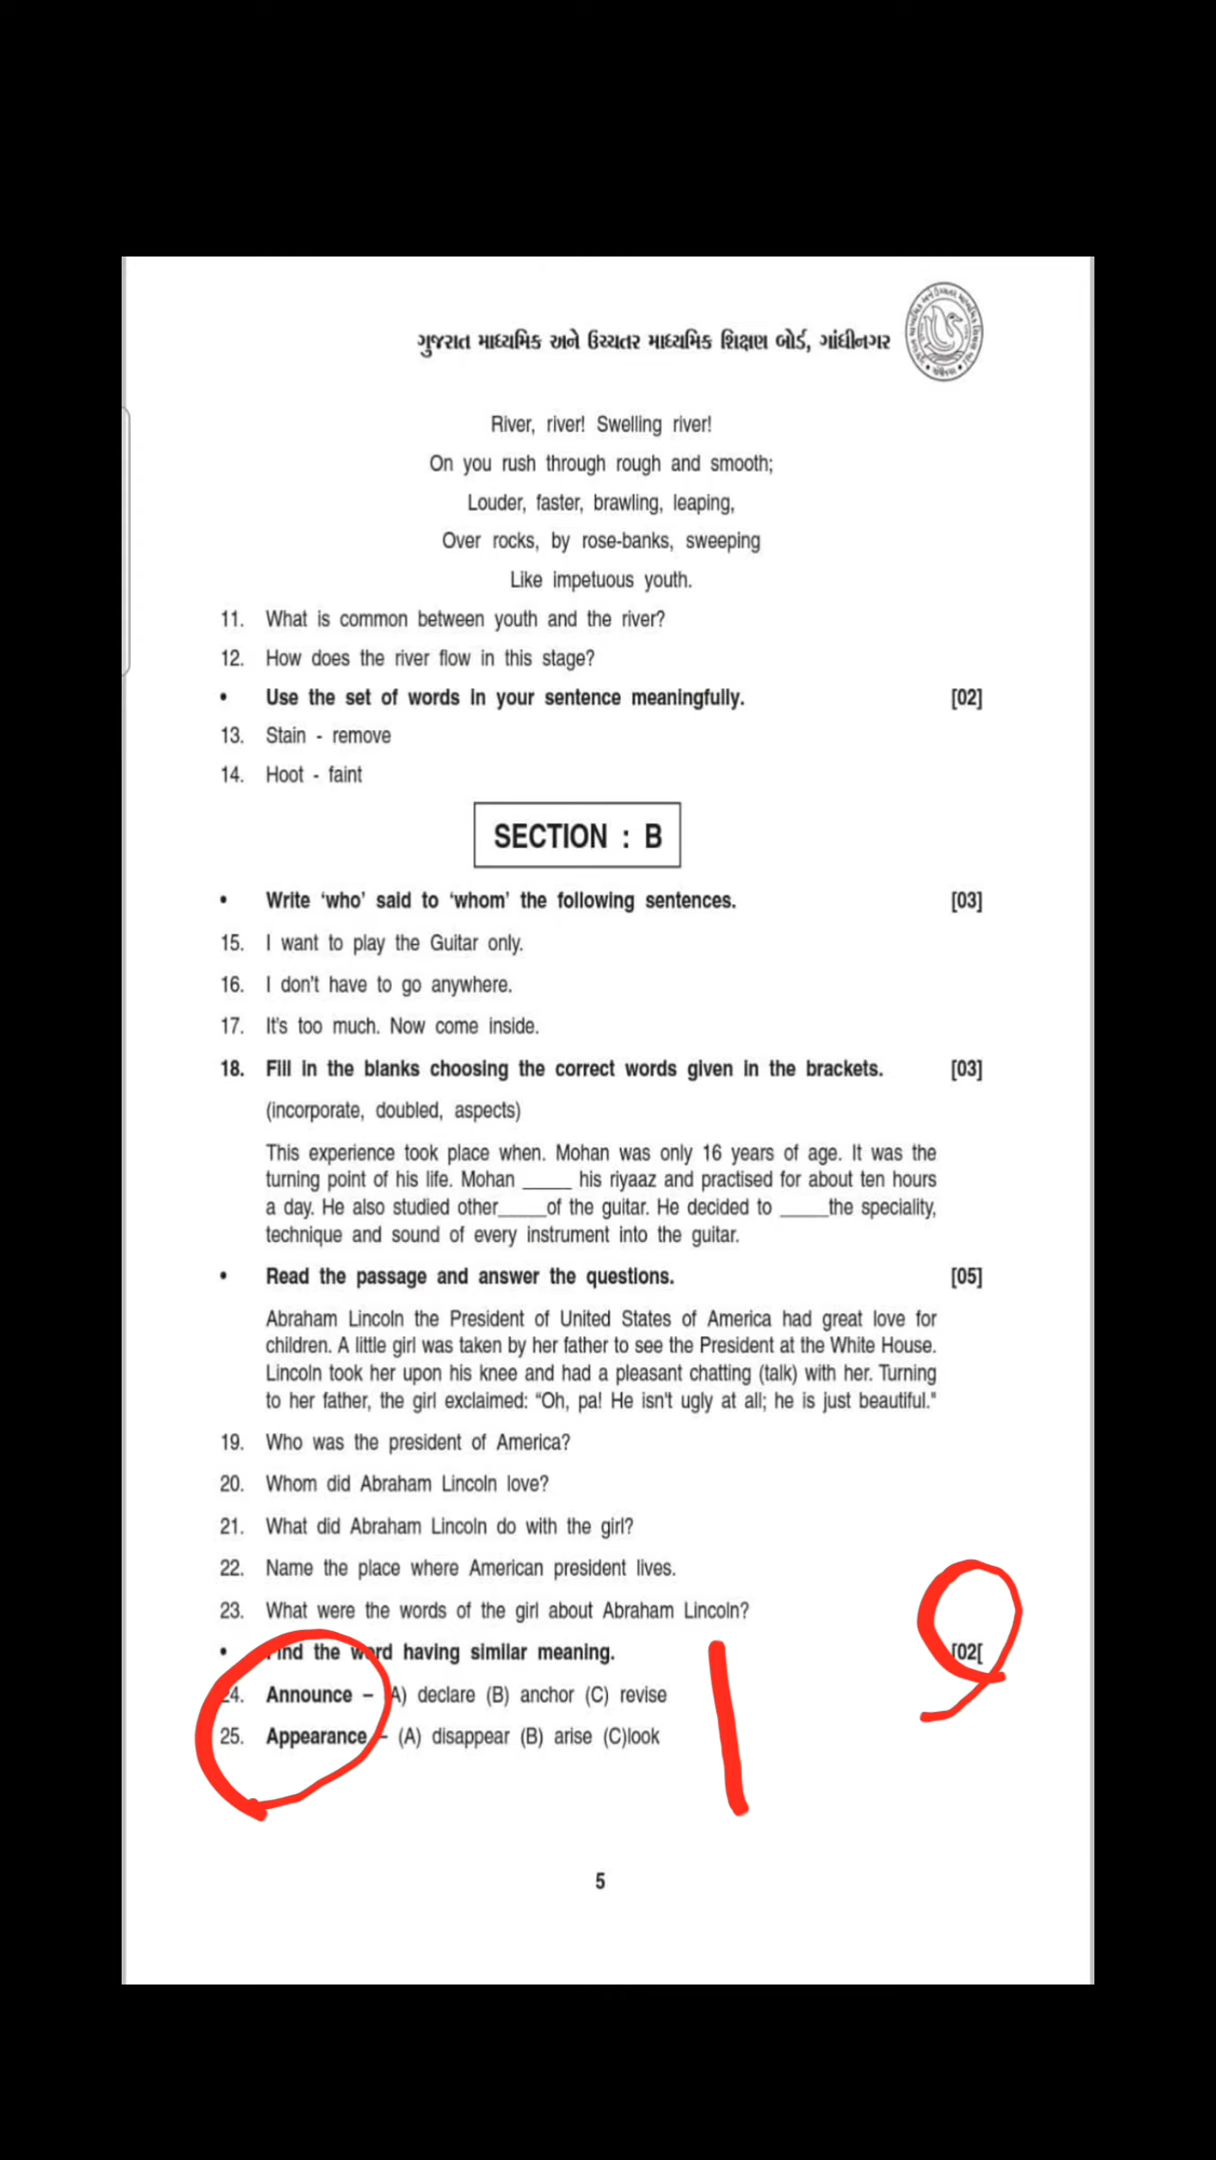 ગુજરાત માધ્યમિક અને ઉચ્ચતર માધ્યમિક શિક્ષણ બોર્ડ, ગાંધીનગર
River, river! Swelling river!
On you rush through rough and smooth;
Louder, faster, brawling, leaping,
Over rocks, by rose-banks, sweeping
Like impetuous youth.
11. What is common between youth and the river?
12. How does the river flow in this stage?
• Use the set of words in your sentence meaningfully. [02]
13. Stain - remove
14. Hoot - faint
SECTION : B
• Write ‘who’ said to ‘whom’ the following sentences. [03]
15. I want to play the Guitar only.
16. I don't have to go anywhere.
17. It's too much. Now come inside.
18. Fill in the blanks choosing the correct words given in the brackets. [03]
(incorporate, doubled, aspects)
This experience took place when. Mohan was only 16 years of age. It was the
turning point of his life. Mohan _____ his riyaaz and practised for about ten hours
a day. He also studied other_____of the guitar. He decided to _____the speciality,
technique and sound of every instrument into the guitar.
• Read the passage and answer the questions. [05]
Abraham Lincoln the President of United States of America had great love for
children. A little girl was taken by her father to see the President at the White House.
Lincoln took her upon his knee and had a pleasant chatting (talk) with her. Turning
to her father, the girl exclaimed: “Oh, pa! He isn't ugly at all; he is just beautiful."
19. Who was the president of America?
20. Whom did Abraham Lincoln love?
21. What did Abraham Lincoln do with the girl?
22. Name the place where American president lives.
23. What were the words of the girl about Abraham Lincoln?
• Find the word having similar meaning. [02[
24. Announce – (A) declare (B) anchor (C) revise
25. Appearance – (A) disappear (B) arise (C)look
5